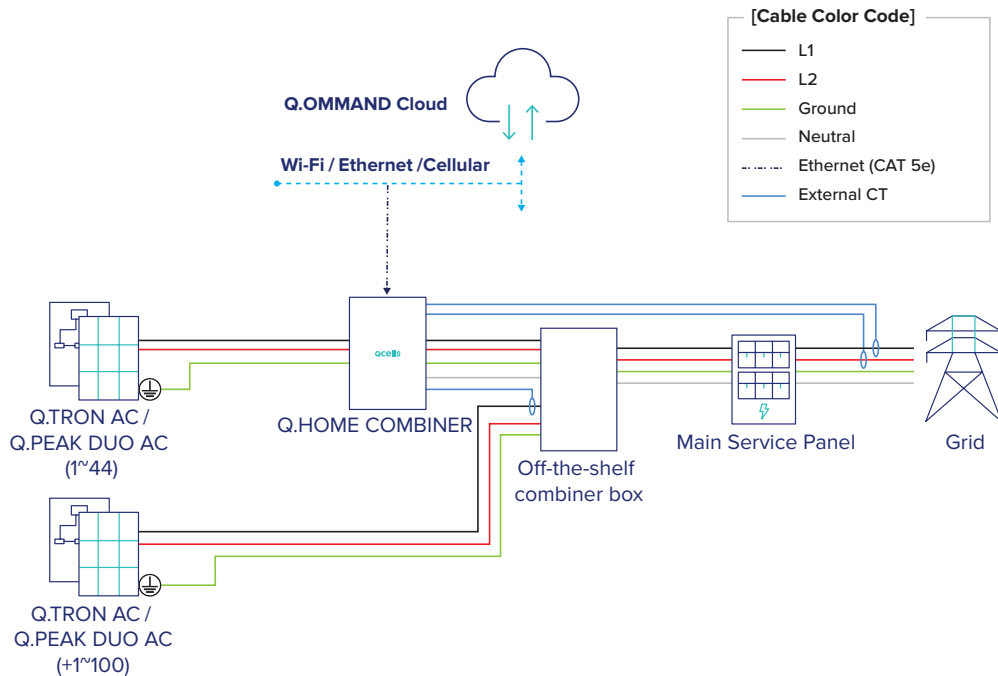 [Cable Color Code]
L1
L2
Ground
Neutral
Ethernet (CAT 5e)
External CT
Q.OMMAND Cloud
Wi-Fi / Ethernet /Cellular
qcells
Q.HOME COMBINER
Q.TRON AC /
Q.PEAK DUO AC
(1~44)
Off-the-shelf
combiner box
Main Service Panel
Grid
Q.TRON AC /
Q.PEAK DUO AC
(+1~100)